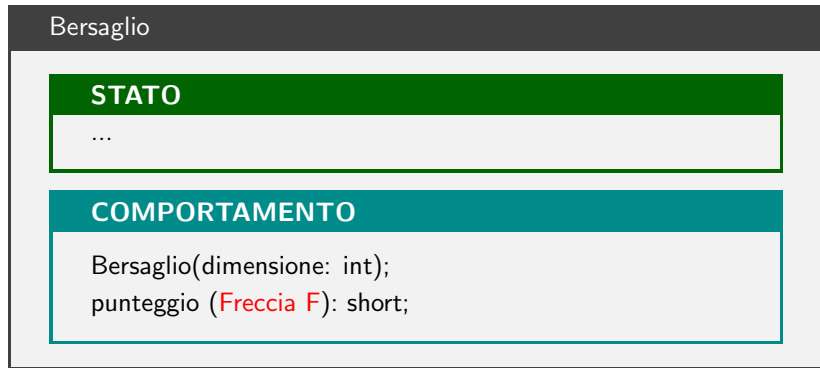 Bersaglio
STATO
...
COMPORTAMENTO
Bersaglio(dimensione: int);
punteggio (Freccia F): short;